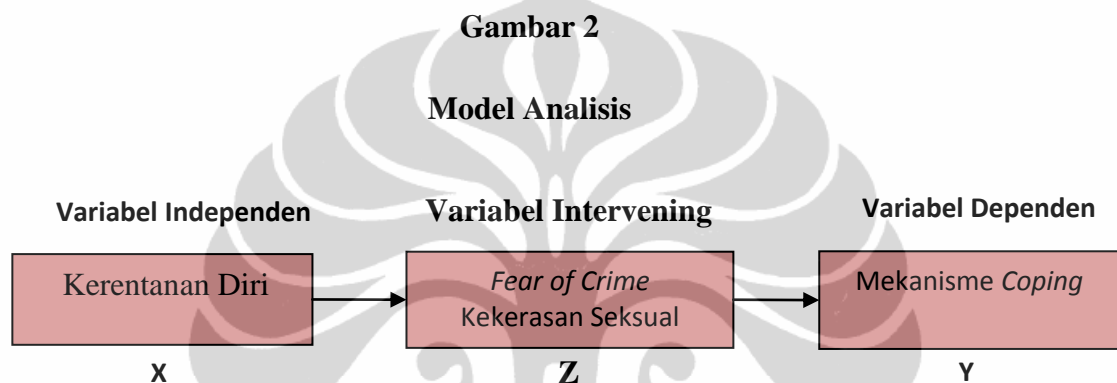 Gambar 2
Model Analisis
Variabel Independen Variabel Intervening Variabel Dependen
Kerentanan Diri Fear of Crime Mekanisme Coping
Kekerasan Seksual
X Z Y